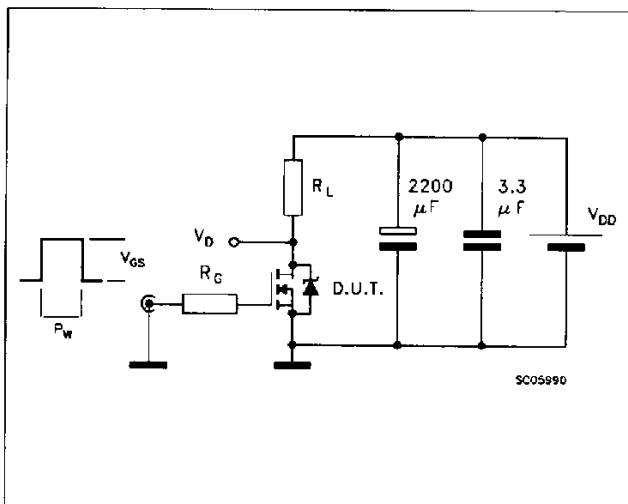 2200
μF
3.3
μF
R_L
V_DD
V_D
V_GS
R_G
D.U.T.
P_W
SC05990